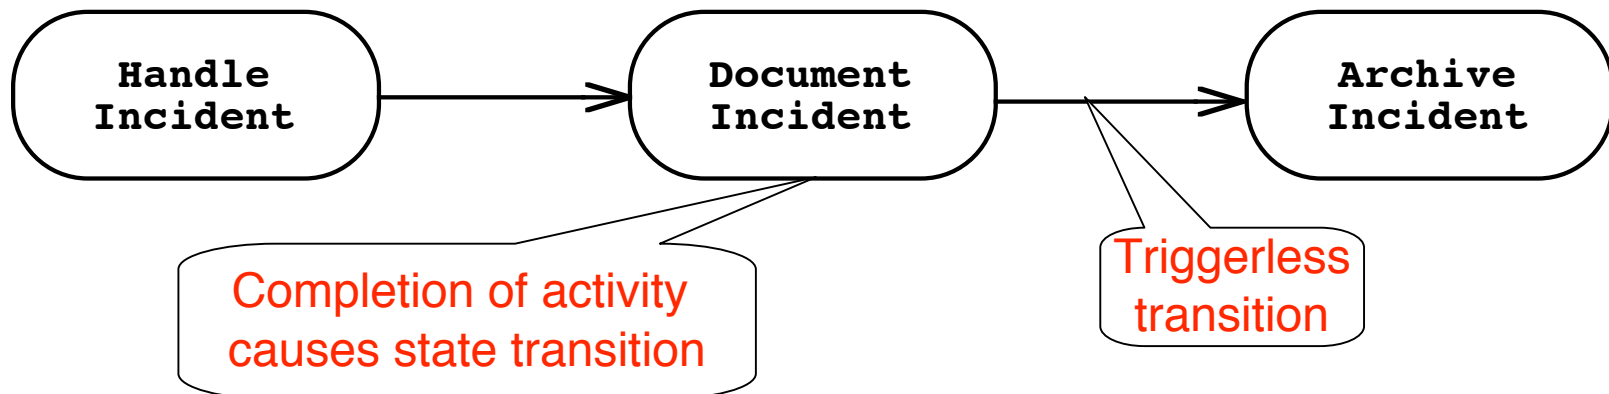 Handle
Incident
Document
Incident
Archive
Incident
Completion of activity
causes state transition
Triggerless
transition